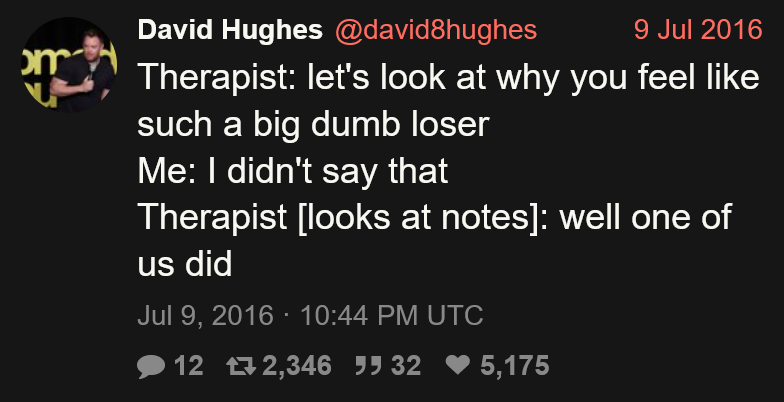 David Hughes @david8hughes 9 Jul 2016
Therapist: let's look at why you feel like
such a big dumb loser
Me: I didn't say that
Therapist [looks at notes]: well one of
us did
Jul 9, 2016 · 10:44 PM UTC
12 2,346 32 5,175